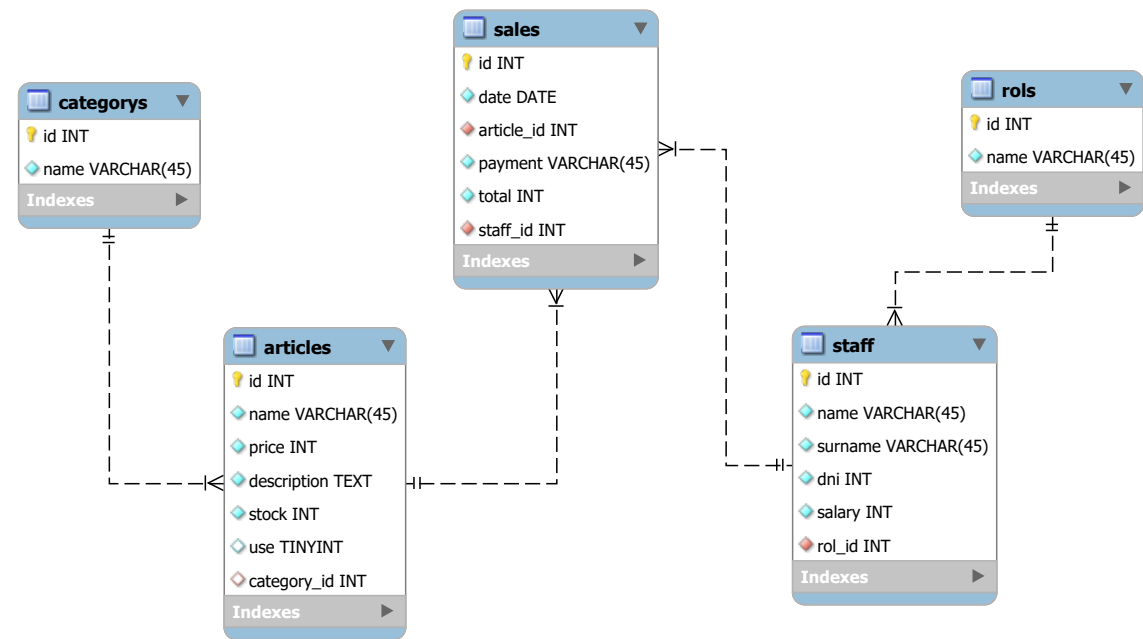 categorys
id INT
name VARCHAR(45)
Indexes
sales
id INT
date DATE
article_id INT
payment VARCHAR(45)
total INT
staff_id INT
Indexes
rols
id INT
name VARCHAR(45)
Indexes
articles
id INT
name VARCHAR(45)
price INT
description TEXT
stock INT
use TINYINT
category_id INT
Indexes
staff
id INT
name VARCHAR(45)
surname VARCHAR(45)
dni INT
salary INT
rol_id INT
Indexes